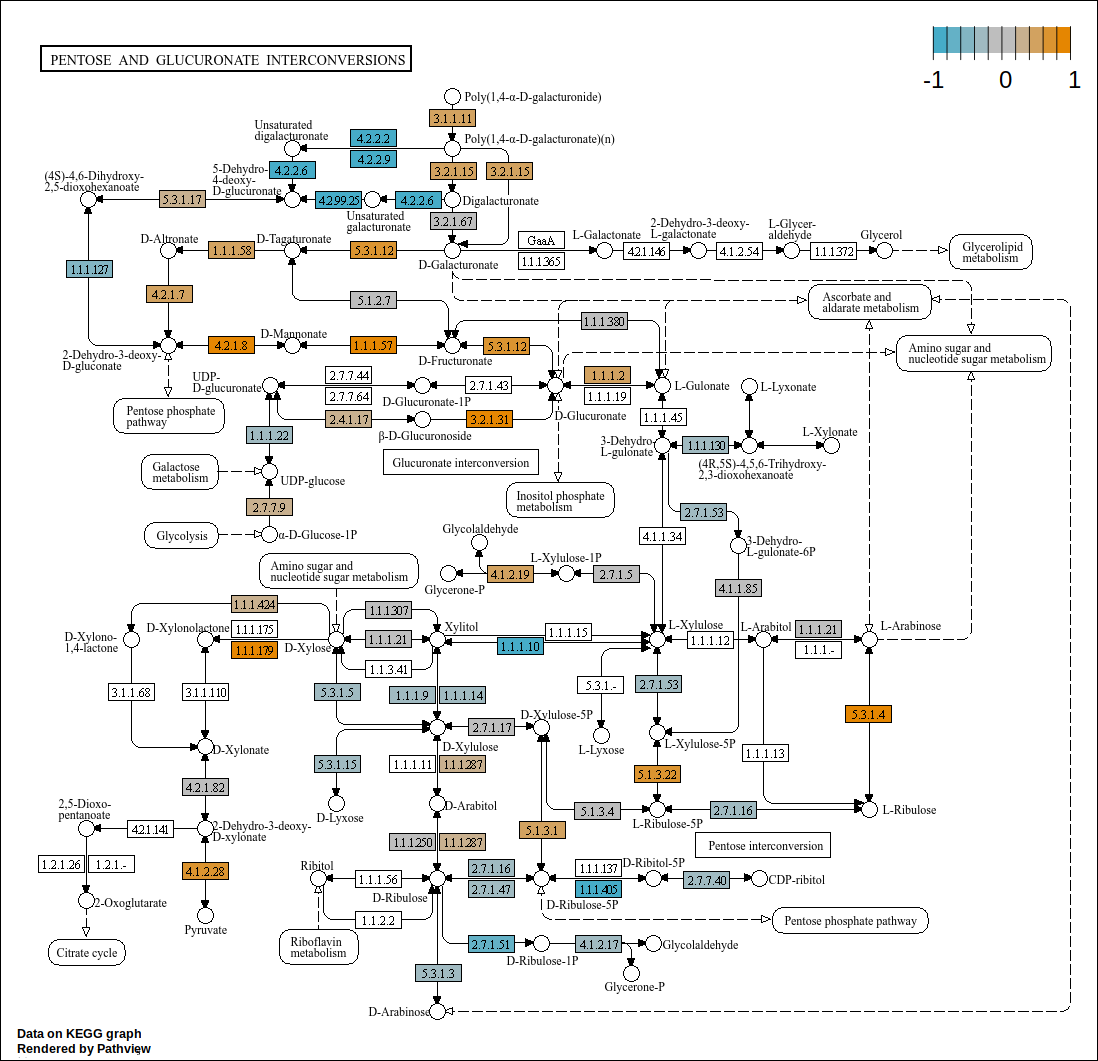 PENTOSE AND GLUCURONATE INTERCONVERSIONS
-1 0 1
Poly(1,4-α-D-galacturonide)
3.1.1.11
Unsaturated
digalacturonate
4.2.2.2
Poly(1,4-α-D-galacturonate)(n)
4.2.2.9
(4S)-4,6-Dihydroxy-
2,5-dioxohexanoate
5-Dehydro-
4-deoxy-
D-glucuronate
4.2.2.6
3.2.1.15
3.2.1.15
5.3.1.17
4.2.99.25
4.2.2.6
Digalacturonate
Unsaturated
galacturonate
3.2.1.67
D-Altronate
1.1.1.58
D-Tagaturonate
5.3.1.12
D-Galacturonate
GaaA
1.1.1.365
L-Galactonate
4.2.1.146
2-Dehydro-3-deoxy-
L-galactonate
4.1.2.54
L-Glycer-
aldehyde
1.1.1.372
Glycerol
Glycerolipid
metabolism
1.1.1.127
4.2.1.7
5.1.2.7
Ascorbate and
aldarate metabolism
1.1.1.380
2-Dehydro-3-deoxy-
D-gluconate
4.2.1.8
D-Mannonate
1.1.1.57
D-Fructuronate
5.3.1.12
Amino sugar and
nucleotide sugar metabolism
Pentose phosphate
pathway
UDP-
D-glucuronate
2.7.7.44
2.7.7.64
D-Glucuronate-1P
2.7.1.43
1.1.1.2
1.1.1.19
L-Gulonate
L-Lyxonate
2.4.1.17
β-D-Glucuronoside
3.2.1.31
D-Glucuronate
1.1.1.45
1.1.1.22
Glucuronate interconversion
3-Dehydro-
L-gulonate
1.1.1.130
L-Xylonate
(4R,5S)-4,5,6-Trihydroxy-
2,3-dioxohexanoate
Galactose
metabolism
UDP-glucose
Inositol phosphate
metabolism
2.7.7.9
2.7.1.53
Glycolysis
α-D-Glucose-1P
Glycolaldehyde
4.1.1.34
3-Dehydro-
L-gulonate-6P
Amino sugar and
nucleotide sugar metabolism
L-Xylulose-1P
4.1.2.19
2.7.1.5
Glycerone-P
4.1.1.85
1.1.1.424
1.1.1.307
D-Xylono-
1,4-lactone
D-Xylonolactone
1.1.1.175
1.1.1.179
D-Xylose
1.1.1.21
Xylitol
1.1.1.15
1.1.1.10
L-Xylulose
1.1.1.12
L-Arabitol
1.1.1.21
1.1.1.-
L-Arabinose
1.1.3.41
3.1.1.68
3.1.1.110
5.3.1.5
1.1.1.9
1.1.1.14
5.3.1.-
2.7.1.53
5.3.1.4
D-Xylonate
2.7.1.17
D-Xylulose-5P
D-Xylulose
L-Lyxose
L-Xylulose-5P
1.1.1.13
5.3.1.15
1.1.1.11
1.1.1.287
5.1.3.22
4.2.1.82
D-Lyxose
D-Arabitol
5.1.3.4
L-Ribulose-5P
2.7.1.16
L-Ribulose
2,5-Dioxo-
pentanoate
4.2.1.141
2-Dehydro-3-deoxy-
D-xylonate
1.1.1.250
1.1.1.287
5.1.3.1
Pentose interconversion
1.2.1.26
1.2.1.-
4.1.2.28
Ribitol
1.1.1.56
D-Ribulose
2.7.1.16
2.7.1.47
1.1.1.137
1.1.1.405
D-Ribitol-5P
2.7.7.40
CDP-ribitol
2-Oxoglutarate
Pyruvate
1.1.2.2
D-Ribulose-5P
Pentose phosphate pathway
Citrate cycle
Riboflavin
metabolism
2.7.1.51
D-Ribulose-1P
4.1.2.17
Glycolaldehyde
5.3.1.3
Glycerone-P
D-Arabinose
Data on KEGG graph
Rendered by Pathview